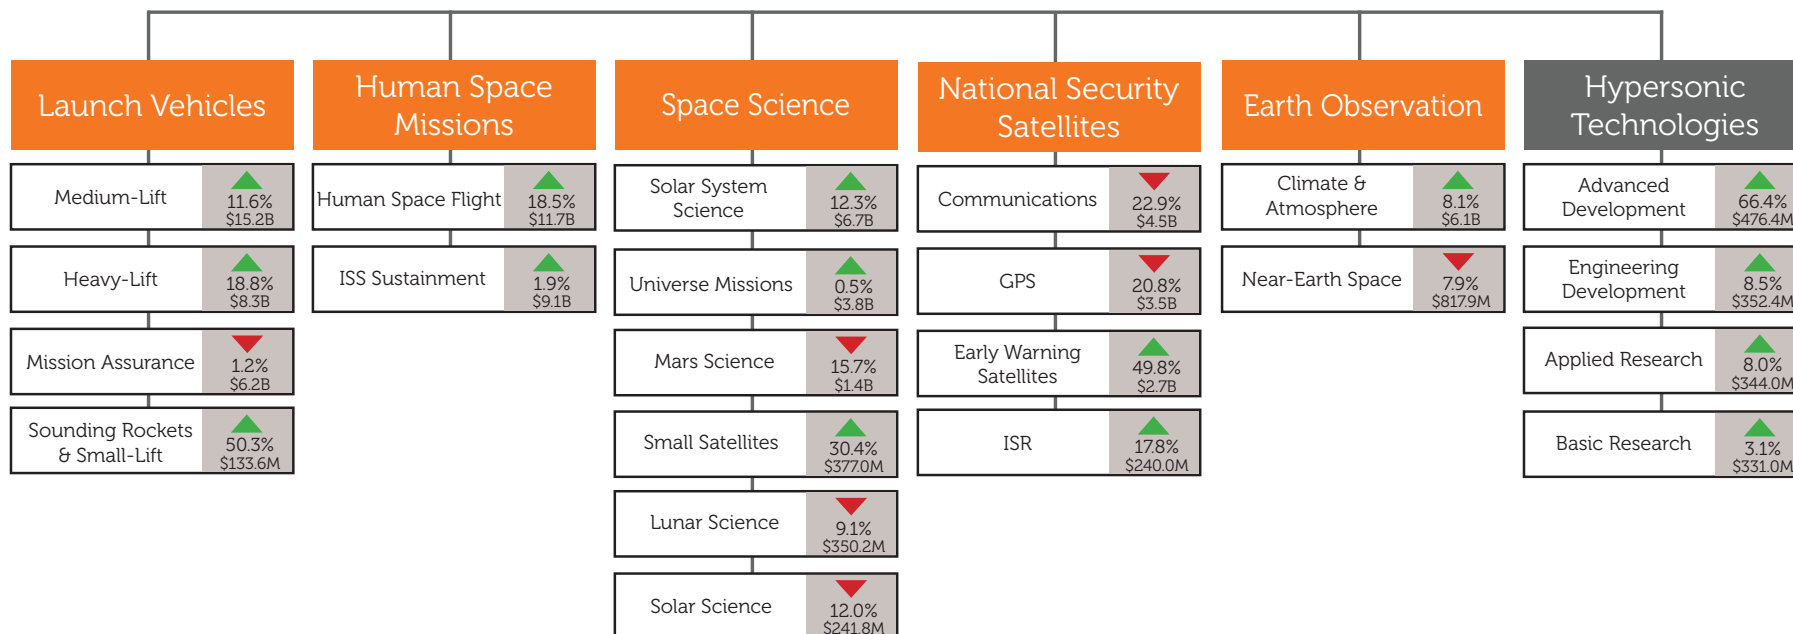 Launch Vehicles
Medium-Lift
11.6%
$15.2B
Heavy-Lift
18.8%
$8.3B
Mission Assurance
1.2%
$6.2B
Sounding Rockets
& Small-Lift
50.3%
$133.6M
Human Space
Missions
Human Space Flight
18.5%
$11.7B
ISS Sustainment
1.9%
$9.1B
Space Science
Solar System
Science
12.3%
$6.7B
Universe Missions
0.5%
$3.8B
Mars Science
15.7%
$1.4B
Small Satellites
30.4%
$377.0M
Lunar Science
9.1%
$350.2M
Solar Science
12.0%
$241.8M
National Security
Satellites
Communications
22.9%
$4.5B
GPS
20.8%
$3.5B
Early Warning
Satellites
49.8%
$2.7B
ISR
17.8%
$240.0M
Earth Observation
Climate &
Atmosphere
8.1%
$6.1B
Near-Earth Space
7.9%
$817.9M
Hypersonic
Technologies
Advanced
Development
66.4%
$476.4M
Engineering
Development
8.5%
$352.4M
Applied Research
8.0%
$344.0M
Basic Research
3.1%
$331.0M